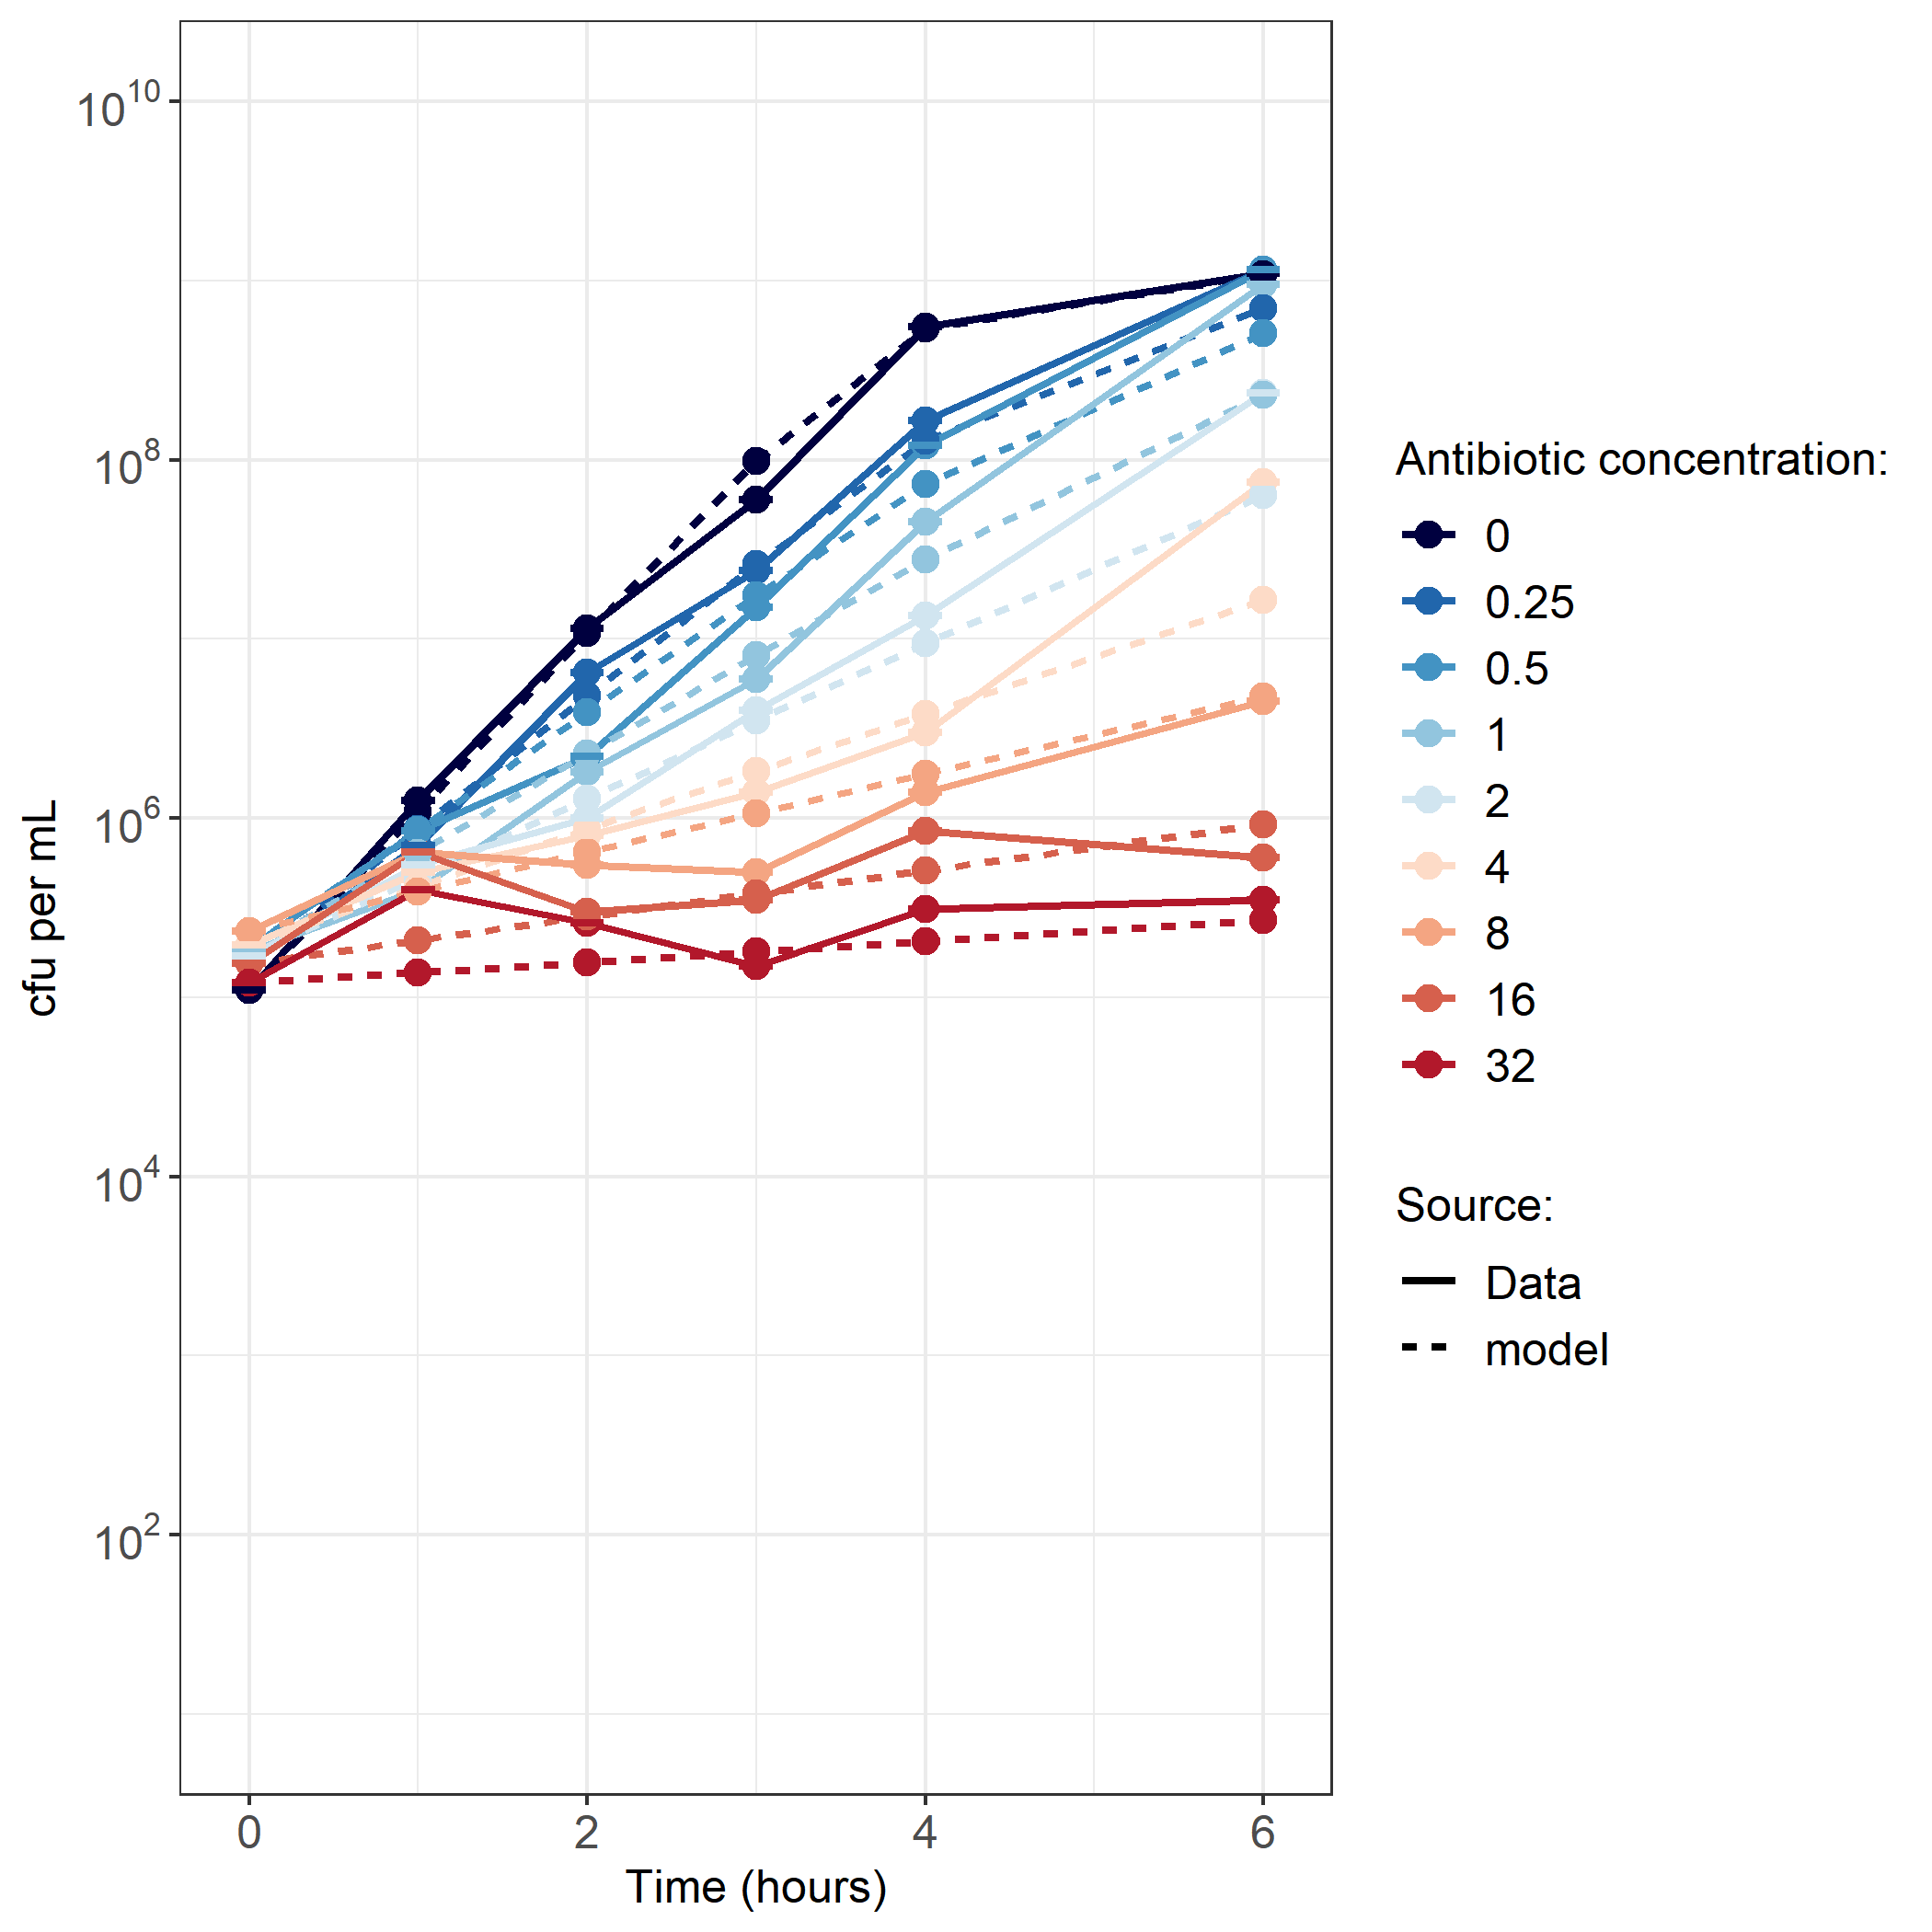 cfu per mL
10^10
10^8
10^6
10^4
10^2
0 2 4 6
Time (hours)
Antibiotic concentration:
0
0.25
0.5
1
2
4
8
16
32
Source:
Data
model